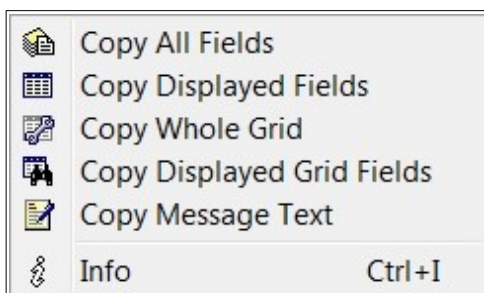 Copy All Fields
Copy Displayed Fields
Copy Whole Grid
Copy Displayed Grid Fields
Copy Message Text
Info Ctrl+I